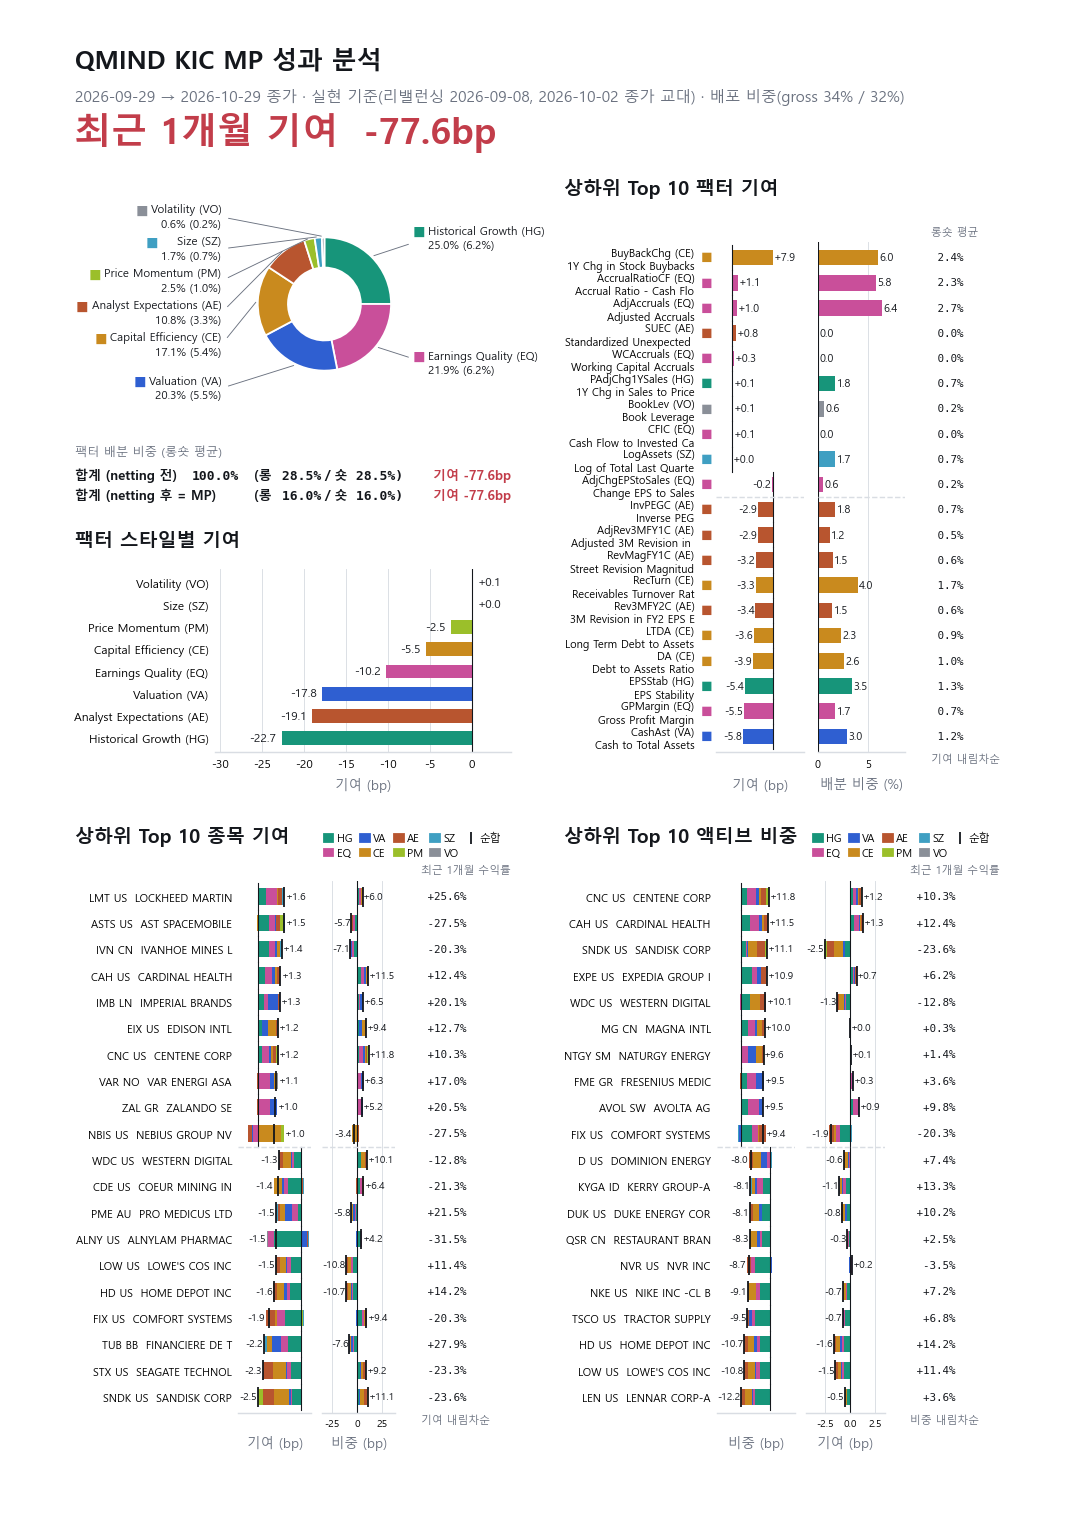 QMIND KIC MP 성과 분석
2026-09-29 → 2026-10-29 종가 · 실현 기준(리밸런싱 2026-09-08, 2026-10-02 종가 교대) · 배포 비중(gross 34% / 32%)
최근 1개월 기여 -77.6bp
Volatility (VO)
0.6% (0.2%)
Size (SZ)
1.7% (0.7%)
Price Momentum (PM)
2.5% (1.0%)
Analyst Expectations (AE)
10.8% (3.3%)
Capital Efficiency (CE)
17.1% (5.4%)
Valuation (VA)
20.3% (5.5%)
Historical Growth (HG)
25.0% (6.2%)
Earnings Quality (EQ)
21.9% (6.2%)
팩터 배분 비중 (롱숏 평균)
합계 (netting 전) 100.0% (롱 28.5% / 숏 28.5%) 기여 -77.6bp
합계 (netting 후 = MP) (롱 16.0% / 숏 16.0%) 기여 -77.6bp
팩터 스타일별 기여
Volatility (VO) +0.1
Size (SZ) +0.0
Price Momentum (PM) -2.5
Capital Efficiency (CE) -5.5
Earnings Quality (EQ) -10.2
Valuation (VA) -17.8
Analyst Expectations (AE) -19.1
Historical Growth (HG) -22.7
-30 -25 -20 -15 -10 -5 0
기여 (bp)
상하위 Top 10 팩터 기여
롱숏 평균
BuyBackChg (CE) +7.9 6.0 2.4%
1Y Chg in Stock Buybacks
AccrualRatioCF (EQ) +1.1 5.8 2.3%
Accrual Ratio - Cash Flo
AdjAccruals (EQ) +1.0 6.4 2.7%
Adjusted Accruals
SUEC (AE) +0.8 0.0 0.0%
Standardized Unexpected
WCAccruals (EQ) +0.3 0.0 0.0%
Working Capital Accruals
PAdjChg1YSales (HG) +0.1 1.8 0.7%
1Y Chg in Sales to Price
BookLev (VO) +0.1 0.6 0.2%
Book Leverage
CFIC (EQ) +0.1 0.0 0.0%
Cash Flow to Invested Ca
LogAssets (SZ) +0.0 1.7 0.7%
Log of Total Last Quarte
AdjChgEPStoSales (EQ) -0.2 0.6 0.2%
Change EPS to Sales
InvPEGC (AE) -2.9 1.8 0.7%
Inverse PEG
AdjRev3MFY1C (AE) -2.9 1.2 0.5%
Adjusted 3M Revision in
RevMagFY1C (AE) -3.2 1.5 0.6%
Street Revision Magnitud
RecTurn (CE) -3.3 4.0 1.7%
Receivables Turnover Rat
Rev3MFY2C (AE) -3.4 1.5 0.6%
3M Revision in FY2 EPS E
LTDA (CE) -3.6 2.3 0.9%
Long Term Debt to Assets
DA (CE) -3.9 2.6 1.0%
Debt to Assets Ratio
EPSStab (HG) -5.4 3.5 1.3%
EPS Stability
GPMargin (EQ) -5.5 1.7 0.7%
Gross Profit Margin
CashAst (VA) -5.8 3.0 1.2%
Cash to Total Assets
0 5
기여 내림차순
기여 (bp) 배분 비중 (%)
상하위 Top 10 종목 기여
HG VA AE SZ 순합
EQ CE PM VO
최근 1개월 수익률
LMT US LOCKHEED MARTIN +1.6 +6.0 +25.6%
ASTS US AST SPACEMOBILE +1.5 -5.7 -27.5%
IVN CN IVANHOE MINES L +1.4 -7.1 -20.3%
CAH US CARDINAL HEALTH +1.3 +11.5 +12.4%
IMB LN IMPERIAL BRANDS +1.3 +6.5 +20.1%
EIX US EDISON INTL +1.2 +9.4 +12.7%
CNC US CENTENE CORP +1.2 +11.8 +10.3%
VAR NO VAR ENERGI ASA +1.1 +6.3 +17.0%
ZAL GR ZALANDO SE +1.0 +5.2 +20.5%
NBIS US NEBIUS GROUP NV +1.0 -3.4 -27.5%
WDC US WESTERN DIGITAL -1.3 +10.1 -12.8%
CDE US COEUR MINING IN -1.4 +6.4 -21.3%
PME AU PRO MEDICUS LTD -1.5 -5.8 +21.5%
ALNY US ALNYLAM PHARMAC -1.5 +4.2 -31.5%
LOW US LOWE'S COS INC -1.5 -10.8 +11.4%
HD US HOME DEPOT INC -1.6 -10.7 +14.2%
FIX US COMFORT SYSTEMS -1.9 +9.4 -20.3%
TUB BB FINANCIERE DE T -2.2 -7.6 +27.9%
STX US SEAGATE TECHNOL -2.3 +9.2 -23.3%
SNDK US SANDISK CORP -2.5 +11.1 -23.6%
-25 0 25
기여 내림차순
기여 (bp) 비중 (bp)
상하위 Top 10 액티브 비중
HG VA AE SZ 순합
EQ CE PM VO
최근 1개월 수익률
CNC US CENTENE CORP +11.8 +1.2 +10.3%
CAH US CARDINAL HEALTH +11.5 +1.3 +12.4%
SNDK US SANDISK CORP +11.1 -2.5 -23.6%
EXPE US EXPEDIA GROUP I +10.9 +0.7 +6.2%
WDC US WESTERN DIGITAL +10.1 -1.3 -12.8%
MG CN MAGNA INTL +10.0 +0.0 +0.3%
NTGY SM NATURGY ENERGY +9.6 +0.1 +1.4%
FME GR FRESENIUS MEDIC +9.5 +0.3 +3.6%
AVOL SW AVOLTA AG +9.5 +0.9 +9.8%
FIX US COMFORT SYSTEMS +9.4 -1.9 -20.3%
D US DOMINION ENERGY -8.0 -0.6 +7.4%
KYGA ID KERRY GROUP-A -8.1 -1.1 +13.3%
DUK US DUKE ENERGY COR -8.1 -0.8 +10.2%
QSR CN RESTAURANT BRAN -8.3 -0.3 +2.5%
NVR US NVR INC -8.7 +0.2 -3.5%
NKE US NIKE INC -CL B -9.1 -0.7 +7.2%
TSCO US TRACTOR SUPPLY -9.5 -0.7 +6.8%
HD US HOME DEPOT INC -10.7 -1.6 +14.2%
LOW US LOWE'S COS INC -10.8 -1.5 +11.4%
LEN US LENNAR CORP-A -12.2 -0.5 +3.6%
-2.5 0.0 2.5
비중 내림차순
비중 (bp) 기여 (bp)